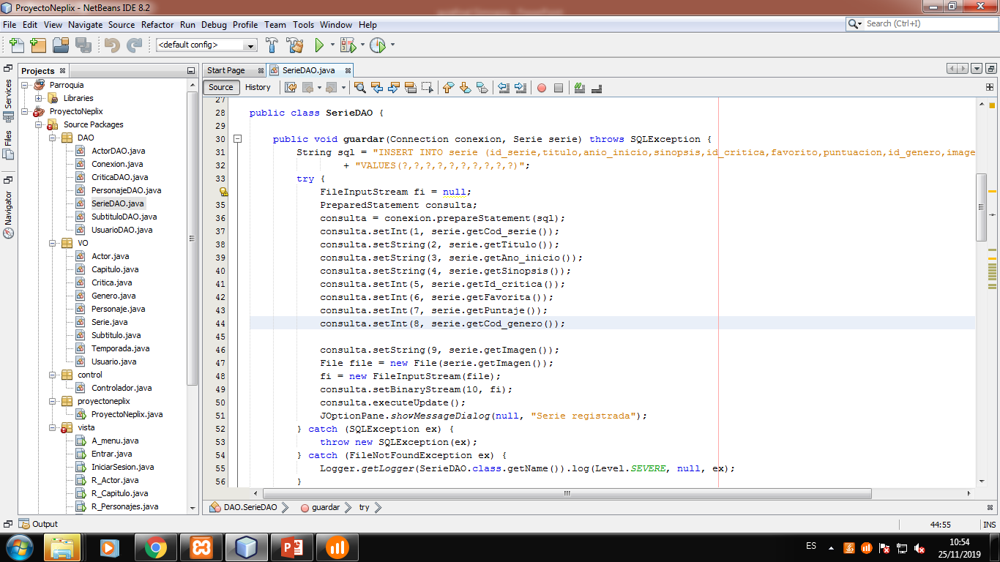 ProyectoNeplix - NetBeans IDE 8.2
File Edit View Navigate Source Refactor Run Debug Profile Team Tools Window Help
Search (Ctrl+I)
<default config>
Projects
Start Page
SerieDAO.java
Source
History
Services
Files
Navigator
Parroquia
Libraries
ProyectoNeplix
Source Packages
DAO
ActorDAO.java
Conexion.java
CriticaDAO.java
PersonajeDAO.java
SerieDAO.java
SubtituloDAO.java
UsuarioDAO.java
VO
Actor.java
Capitulo.java
Critica.java
Genero.java
Personaje.java
Serie.java
Subtitulo.java
Temporada.java
Usuario.java
control
Controlador.java
proyectoneplix
ProyectoNeplix.java
vista
A_menu.java
Entrar.java
IniciarSesion.java
R_Actor.java
R_Capitulo.java
R_Personajes.java
27
28 public class SerieDAO {
29
30 public void guardar(Connection conexion, Serie serie) throws SQLException {
31 String sql = "INSERT INTO serie (id_serie,titulo,anio_inicio,sinopsis,id_critica,favorito,puntuacion,id_genero,image
32 + "VALUES(?,?,?,?,?,?,?,?,?,?)";
33 try {
FileInputStream fi = null;
35 PreparedStatement consulta;
36 consulta = conexion.prepareStatement(sql);
37 consulta.setInt(1, serie.getCod_serie());
38 consulta.setString(2, serie.getTitulo());
39 consulta.setString(3, serie.getAno_inicio());
40 consulta.setString(4, serie.getSinopsis());
41 consulta.setInt(5, serie.getId_critica());
42 consulta.setInt(6, serie.getFavorita());
43 consulta.setInt(7, serie.getPuntaje());
44 consulta.setInt(8, serie.getCod_genero());
45
46 consulta.setString(9, serie.getImagen());
47 File file = new File(serie.getImagen());
48 fi = new FileInputStream(file);
49 consulta.setBinaryStream(10, fi);
50 consulta.executeUpdate();
51 JOptionPane.showMessageDialog(null, "Serie registrada");
52 } catch (SQLException ex) {
53 throw new SQLException(ex);
54 } catch (FileNotFoundException ex) {
55 Logger.getLogger(SerieDAO.class.getName()).log(Level.SEVERE, null, ex);
56 }
DAO.SerieDAO guardar try
Output
44:55 INS
ES
10:54
25/11/2019